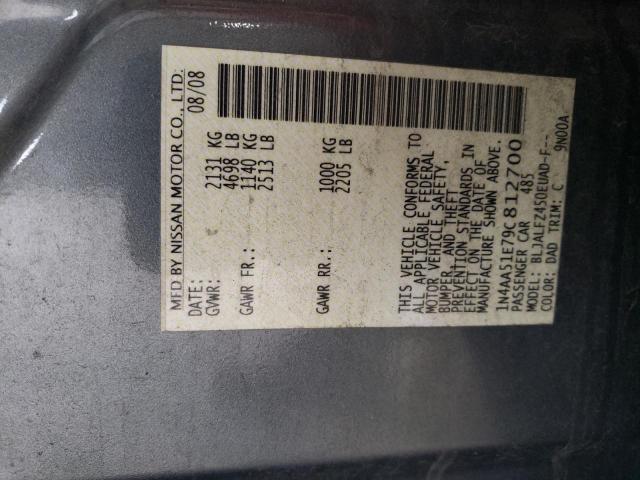 MFD BY NISSAN MOTOR CO., LTD.
DATE: 08/08
GVWR: 2131 KG
4698 LB
GAWR FR.: 1140 KG
2513 LB
GAWR RR.: 1000 KG
2205 LB
THIS VEHICLE CONFORMS TO
ALL APPLICABLE FEDERAL
MOTOR VEHICLE SAFETY,
BUMPER, AND THEFT
PREVENTION STANDARDS IN
EFFECT ON THE DATE OF
MANUFACTURE SHOWN ABOVE.
1N4AA51E79C812700
PASSENGER CAR 485
MODEL: BLJALFZ450EUAD-F--
COLOR: DAD TRIM: C 9N00A